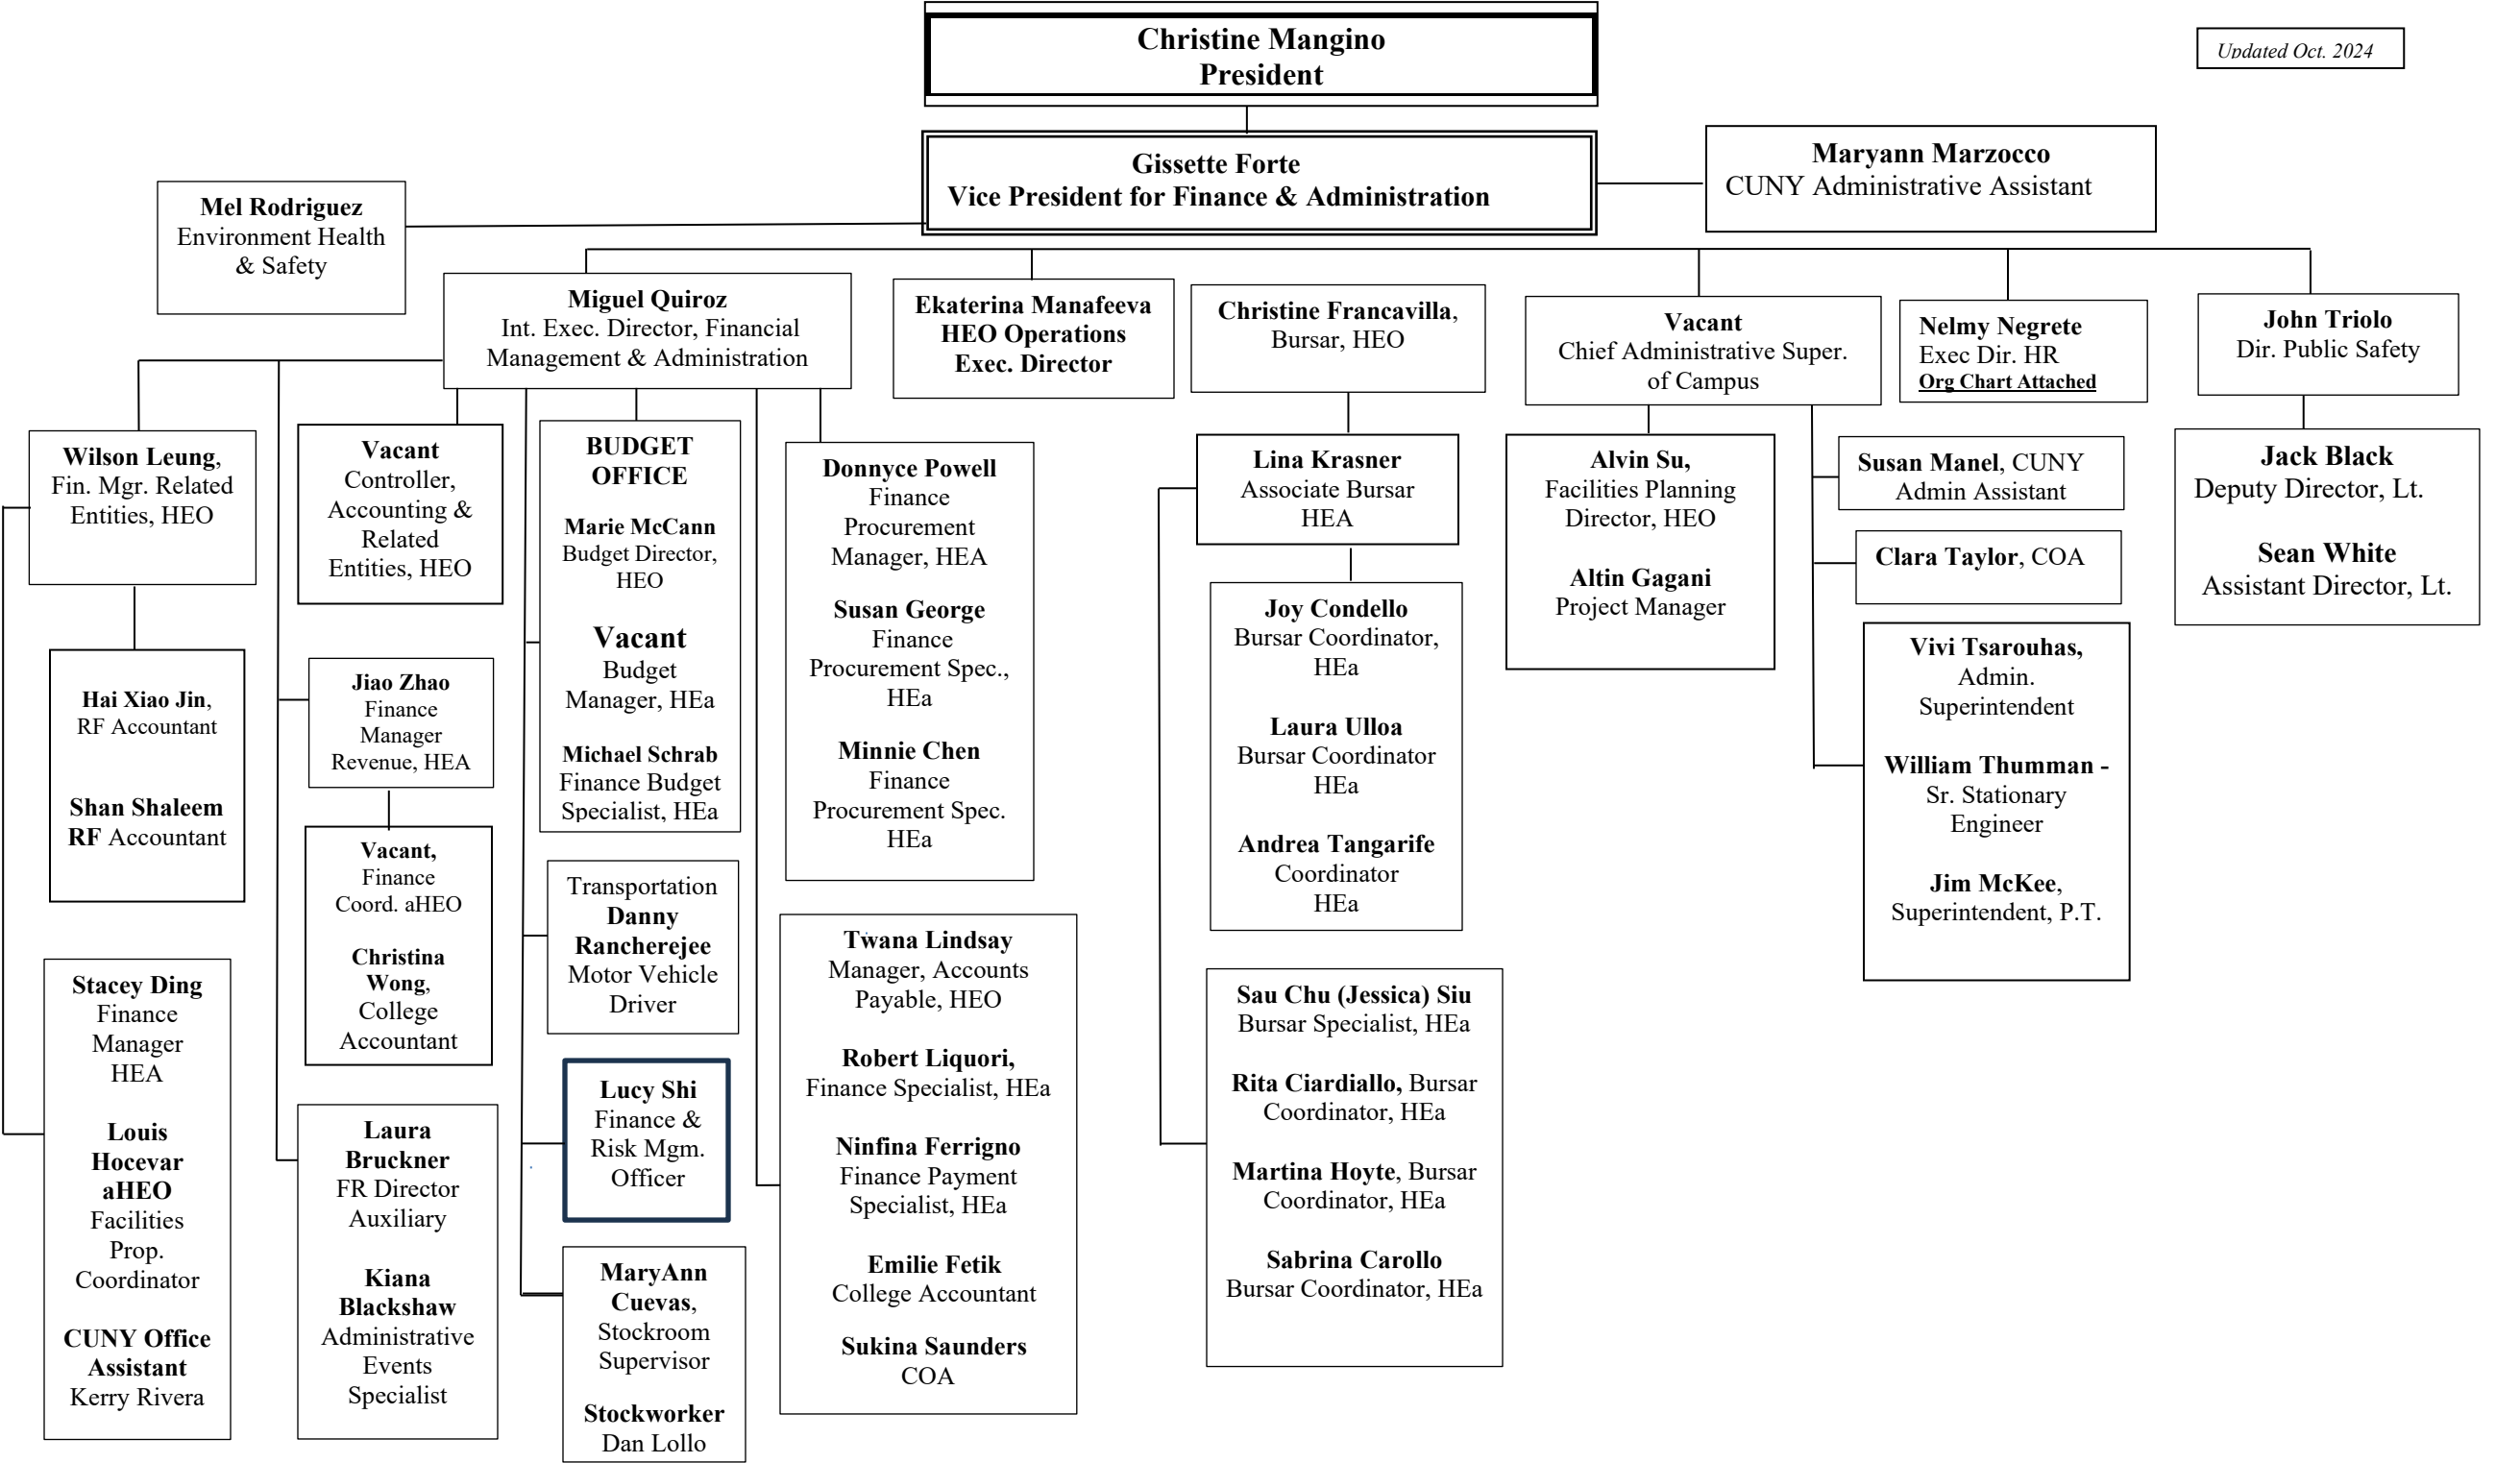 Christine Mangino
President
Updated Oct. 2024
Gissette Forte
Vice President for Finance & Administration
Maryann Marzocco
CUNY Administrative Assistant
Mel Rodriguez
Environment Health
& Safety
Miguel Quiroz
Int. Exec. Director, Financial
Management & Administration
Ekaterina Manafeeva
HEO Operations
Exec. Director
Christine Francavilla,
Bursar, HEO
Vacant
Chief Administrative Super.
of Campus
Nelmy Negrete
Exec Dir. HR
Org Chart Attached
John Triolo
Dir. Public Safety
Wilson Leung,
Fin. Mgr. Related
Entities, HEO
Vacant
Controller,
Accounting &
Related
Entities, HEO
BUDGET
OFFICE
Marie McCann
Budget Director,
HEO
Vacant
Budget
Manager, HEa
Michael Schrab
Finance Budget
Specialist, HEa
Donnyce Powell
Finance
Procurement
Manager, HEA
Susan George
Finance
Procurement Spec.,
HEa
Minnie Chen
Finance
Procurement Spec.
HEa
Lina Krasner
Associate Bursar
HEA
Alvin Su,
Facilities Planning
Director, HEO
Altin Gagani
Project Manager
Susan Manel, CUNY
Admin Assistant
Clara Taylor, COA
Jack Black
Deputy Director, Lt.
Sean White
Assistant Director, Lt.
Hai Xiao Jin,
RF Accountant
Shan Shaleem
RF Accountant
Jiao Zhao
Finance
Manager
Revenue, HEA
Joy Condello
Bursar Coordinator,
HEa
Laura Ulloa
Bursar Coordinator
HEa
Andrea Tangarife
Coordinator
HEa
Vivi Tsarouhas,
Admin.
Superintendent
William Thumman -
Sr. Stationary
Engineer
Jim McKee,
Superintendent, P.T.
Vacant,
Finance
Coord. aHEO
Christina
Wong,
College
Accountant
Transportation
Danny
Rancherejee
Motor Vehicle
Driver
Twana Lindsay
Manager, Accounts
Payable, HEO
Robert Liquori,
Finance Specialist, HEa
Ninfina Ferrigno
Finance Payment
Specialist, HEa
Emilie Fetik
College Accountant
Sukina Saunders
COA
Stacey Ding
Finance
Manager
HEA
Louis
Hocevar
aHEO
Facilities
Prop.
Coordinator
CUNY Office
Assistant
Kerry Rivera
Sau Chu (Jessica) Siu
Bursar Specialist, HEa
Rita Ciardiallo, Bursar
Coordinator, HEa
Martina Hoyte, Bursar
Coordinator, HEa
Sabrina Carollo
Bursar Coordinator, HEa
Lucy Shi
Finance &
Risk Mgm.
Officer
Laura
Bruckner
FR Director
Auxiliary
Kiana
Blackshaw
Administrative
Events
Specialist
MaryAnn
Cuevas,
Stockroom
Supervisor
Stockworker
Dan Lollo